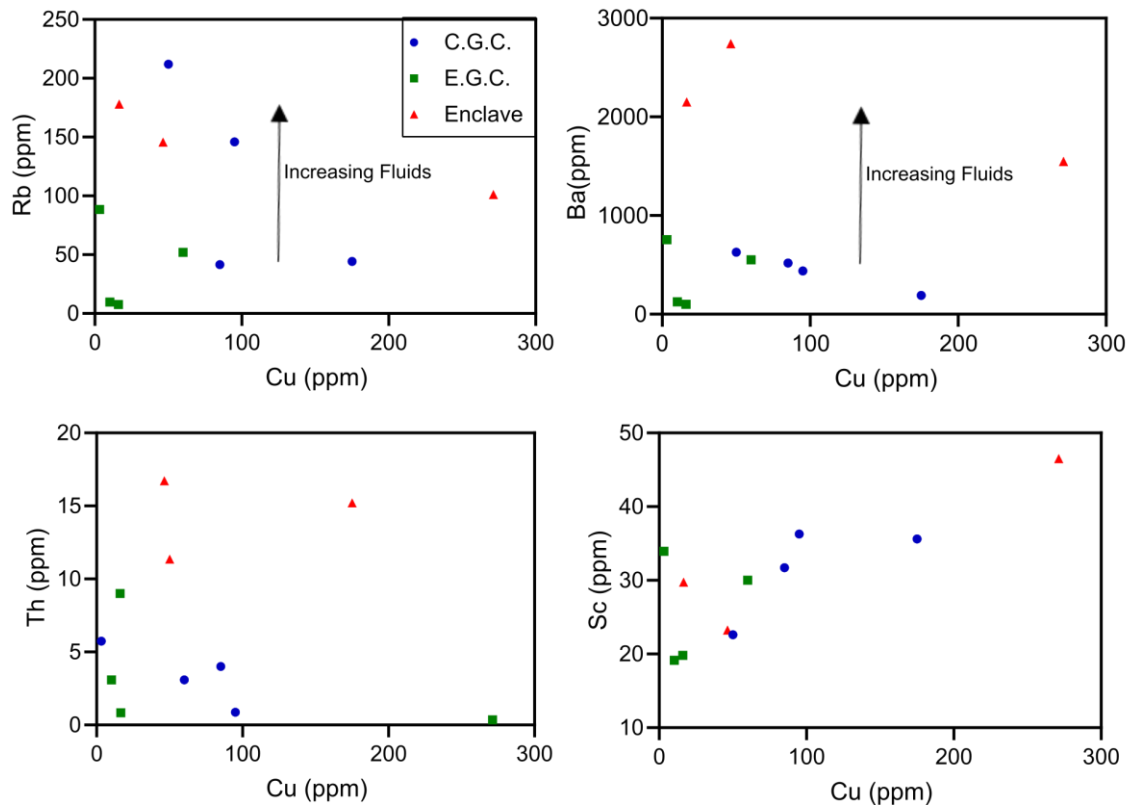 250
200
150
100
50
0
Rb (ppm)
C.G.C.
E.G.C.
Enclave
Increasing Fluids
0 100 200 300
Cu (ppm)
3000
2000
1000
0
Ba(ppm)
Increasing Fluids
0 100 200 300
Cu (ppm)
20
15
10
5
0
Th (ppm)
0 100 200 300
Cu (ppm)
50
40
30
20
10
Sc (ppm)
0 100 200 300
Cu (ppm)